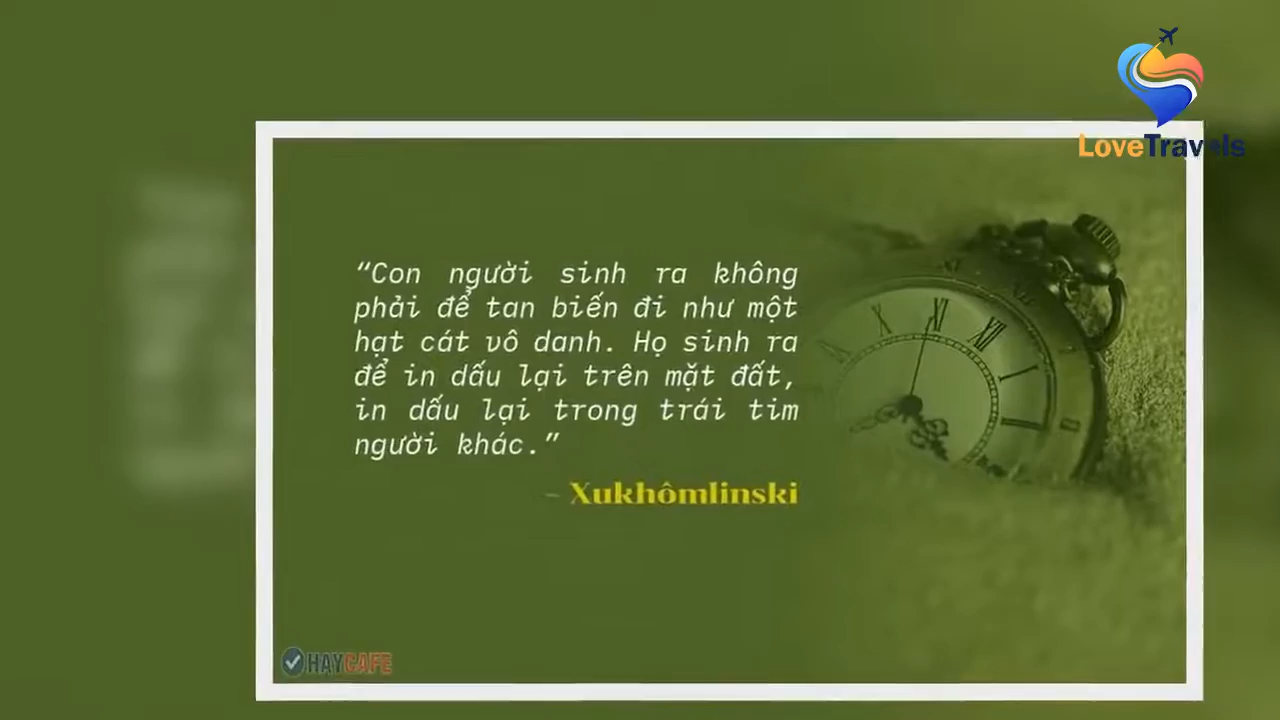 LoveTravels
“Con người sinh ra không
phải để tan biến đi như một
hạt cát vô danh. Họ sinh ra
để in dấu lại trên mặt đất,
in dấu lại trong trái tim
người khác.”
– Xukhômlinski
HAYCAFE